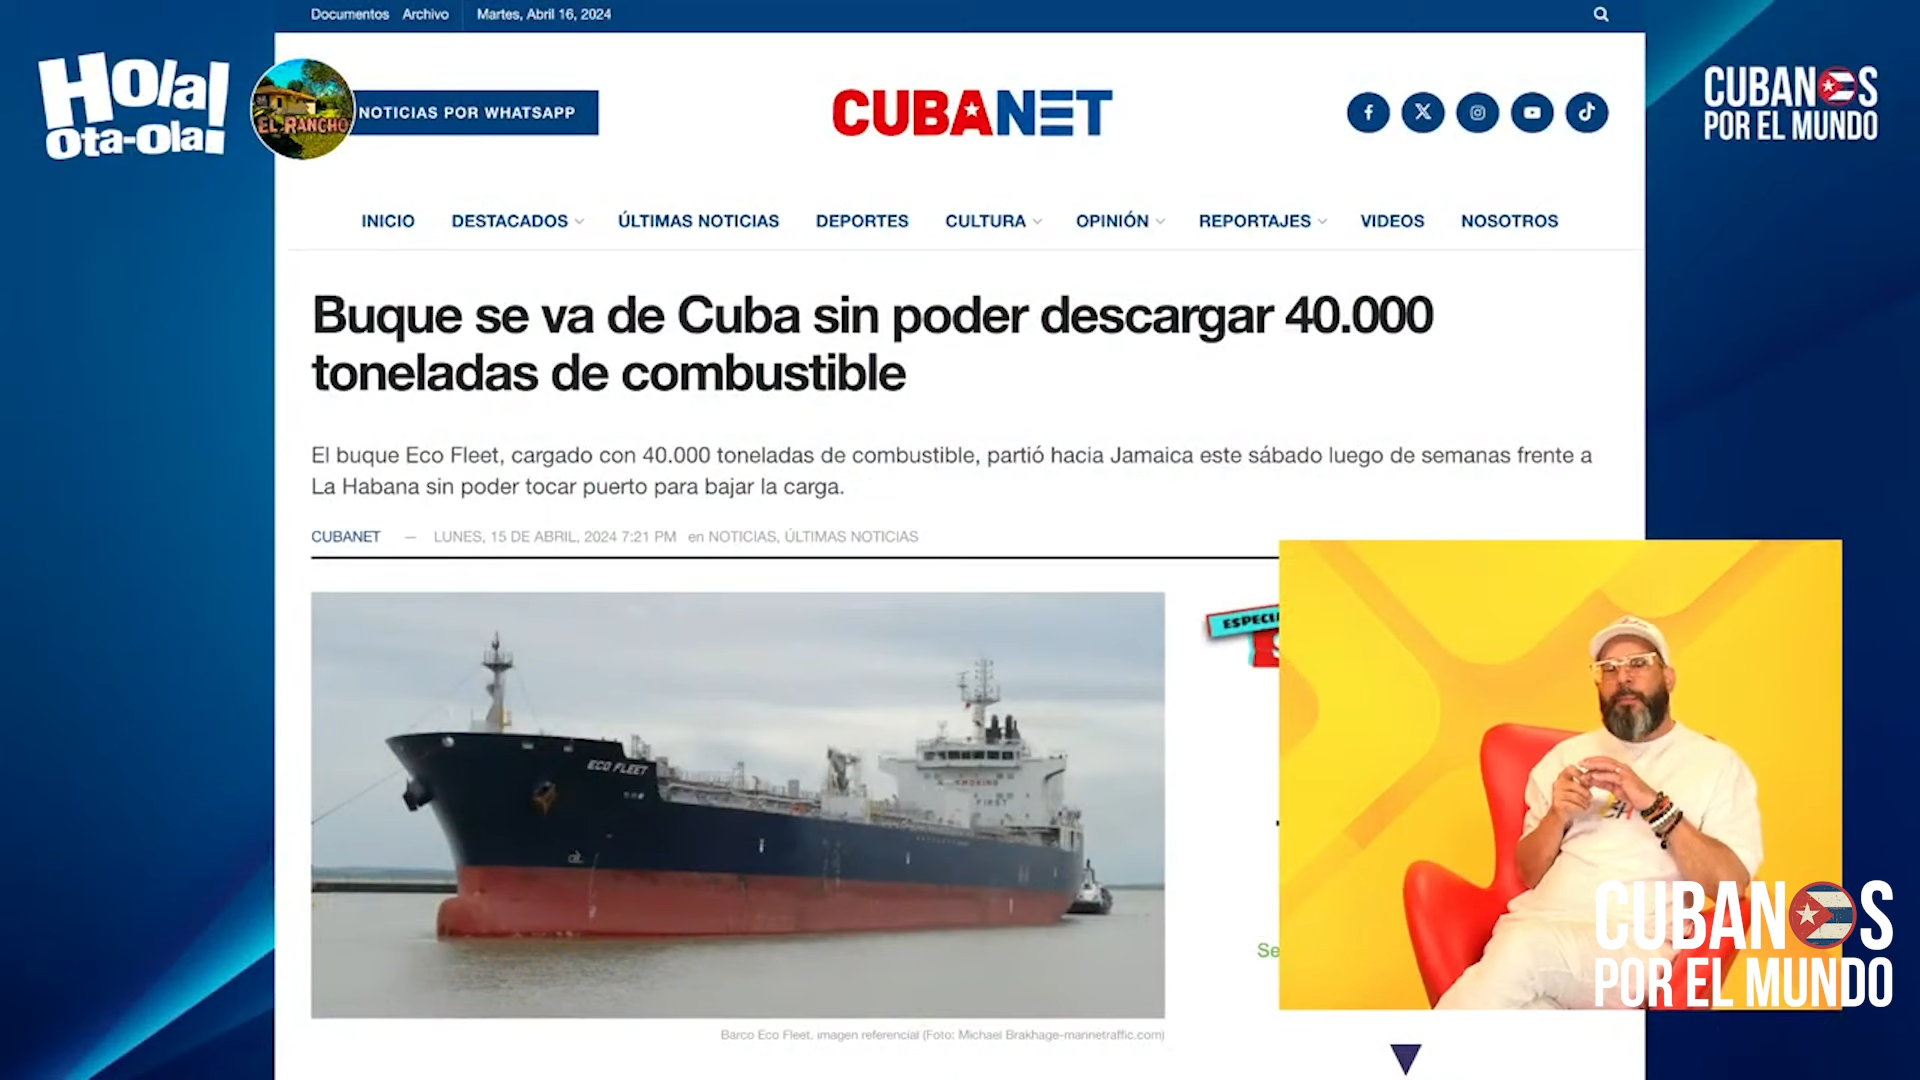 Documentos Archivo Martes, Abril 16, 2024
Hola!
Ota-Ola!
EL RANCHO
NOTICIAS POR WHATSAPP
CUBANET
CUBANOS
POR EL MUNDO
INICIO DESTACADOS ÚLTIMAS NOTICIAS DEPORTES CULTURA OPINIÓN REPORTAJES VIDEOS NOSOTROS
Buque se va de Cuba sin poder descargar 40.000
toneladas de combustible
El buque Eco Fleet, cargado con 40.000 toneladas de combustible, partió hacia Jamaica este sábado luego de semanas frente a
La Habana sin poder tocar puerto para bajar la carga.
CUBANET — LUNES, 15 DE ABRIL, 2024 7:21 PM en NOTICIAS, ÚLTIMAS NOTICIAS
ESPECI
S
ECO FLEET
SMOKING
FIRST
Se
CUBANOS
POR EL MUNDO
Barco Eco Fleet, imagen referencial (Foto: Michael Brakhage-mannetraffic.com)